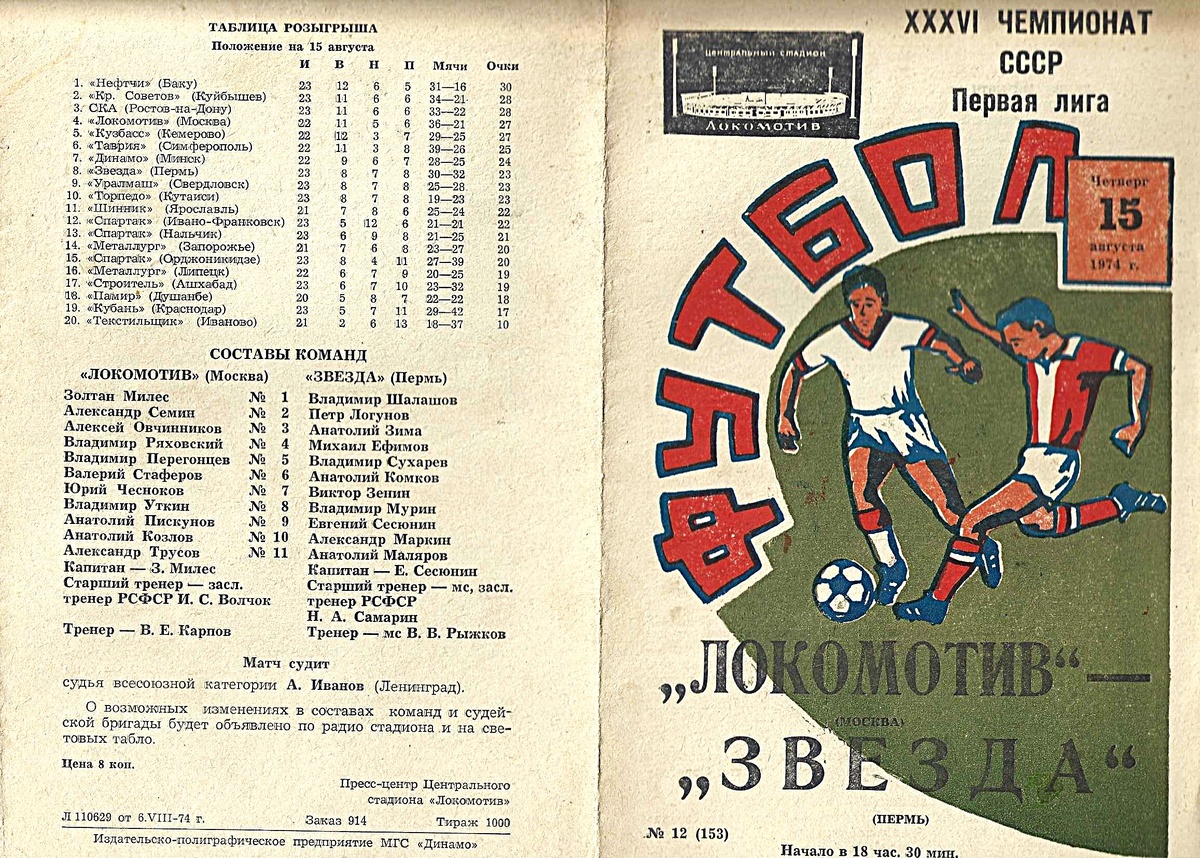 ТАБЛИЦА РОЗЫГРЫША
Положение на 15 августа
И В Н П Мячи Очки
1. «Нефтчи» (Баку) 23 12 6 5 31—16 30
2. «Кр. Советов» (Куйбышев) 23 11 6 6 34—21 28
3. СКА (Ростов-на-Дону) 23 11 6 6 33—22 28
4. «Локомотив» (Москва) 22 11 5 6 36—21 27
5. «Кузбасс» (Кемерово) 22 12 3 7 29—25 27
6. «Таврия» (Симферополь) 22 11 3 8 39—26 25
7. «Динамо» (Минск) 22 9 6 7 28—25 24
8. «Звезда» (Пермь) 23 8 7 8 30—32 23
9. «Уралмаш» (Свердловск) 23 8 7 8 25—28 23
10. «Торпедо» (Кутаиси) 23 8 7 8 19—23 23
11. «Шинник» (Ярославль) 21 7 8 6 25—24 22
12. «Спартак» (Ивано-Франковск) 23 5 12 6 21—21 22
13. «Спартак» (Нальчик) 23 6 9 8 21—25 21
14. «Металлург» (Запорожье) 21 7 6 8 23—27 20
15. «Спартак» (Орджоникидзе) 23 8 4 11 27—39 20
16. «Металлург» (Липецк) 22 6 7 9 20—25 19
17. «Строитель» (Ашхабад) 23 6 7 10 23—32 19
18. «Памир» (Душанбе) 20 5 8 7 22—22 18
19. «Кубань» (Краснодар) 23 5 7 11 29—42 17
20. «Текстильщик» (Иваново) 21 2 6 13 18—37 10
СОСТАВЫ КОМАНД
«ЛОКОМОТИВ» (Москва) «ЗВЕЗДА» (Пермь)
Золтан Милес № 1 Владимир Шалашов
Александр Семин № 2 Петр Логунов
Алексей Овчинников № 3 Анатолий Зима
Владимир Ряховский № 4 Михаил Ефимов
Владимир Перегонцев № 5 Владимир Сухарев
Валерий Стаферов № 6 Анатолий Комков
Юрий Чесноков № 7 Виктор Зенин
Владимир Уткин № 8 Владимир Мурин
Анатолий Пискунов № 9 Евгений Сесюнин
Анатолий Козлов № 10 Александр Маркин
Александр Трусов № 11 Анатолий Маляров
Капитан — З. Милес Капитан — Е. Сесюнин
Старший тренер — засл. Старший тренер — мс, засл.
тренер РСФСР И. С. Волчок тренер РСФСР
Н. А. Самарин
Тренер — В. Е. Карпов Тренер — мс В. В. Рыжков
Матч судит
судья всесоюзной категории А. Иванов (Ленинград).
О возможных изменениях в составах команд и судей-
ской бригады будет объявлено по радио стадиона и на све-
товых табло.
Цена 8 коп.
Пресс-центр Центрального
стадиона «Локомотив»
Л 110629 от 6.VIII-74 г. Заказ 914 Тираж 1000
Издательско-полиграфическое предприятие МГС «Динамо»
XXXVI ЧЕМПИОНАТ
СССР
Первая лига
ЦЕНТРАЛЬНЫЙ СТАДИОН
ЛОКОМОТИВ
ФУТБОЛ
Четверг
15
августа
1974 г.
„ЛОКОМОТИВ“ —
(МОСКВА)
„ЗВЕЗДА“
(ПЕРМЬ)
№ 12 (153)
Начало в 18 час. 30 мин.